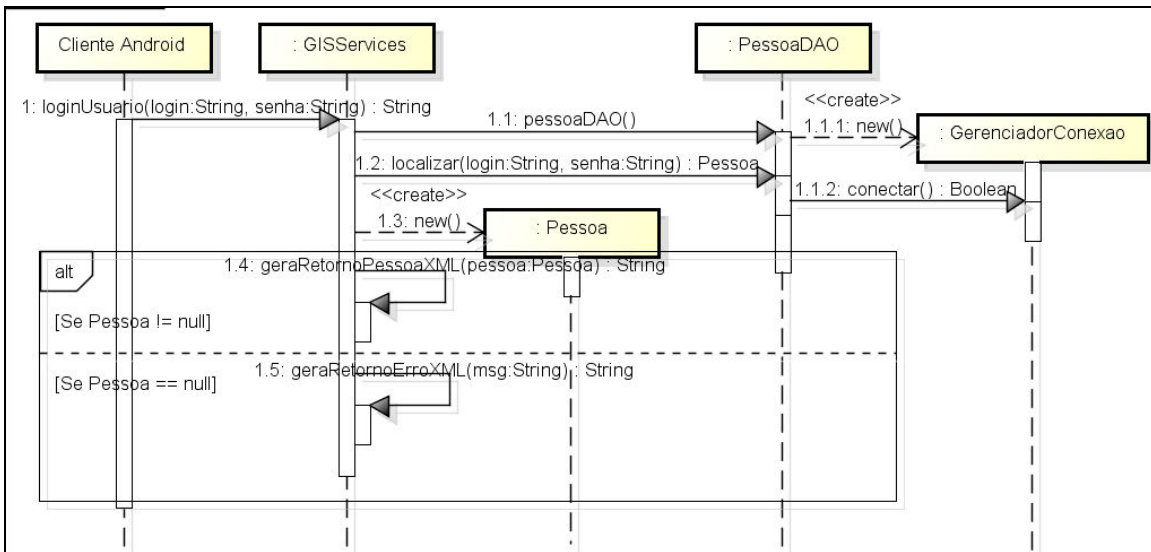 Cliente Android
: GISServices
: PessoaDAO
<<create>>
1: loginUsuario(login:String, senha:String) : String
1.1: pessoaDAO()
1.1.1: new()
: GerenciadorConexao
1.2: localizar(login:String, senha:String) : Pessoa
<<create>>
1.1.2: conectar() : Boolean
1.3: new()
: Pessoa
alt
1.4: geraRetornoPessoaXML(pessoa:Pessoa) : String
[Se Pessoa != null]
1.5: geraRetornoErroXML(msg:String) : String
[Se Pessoa == null]